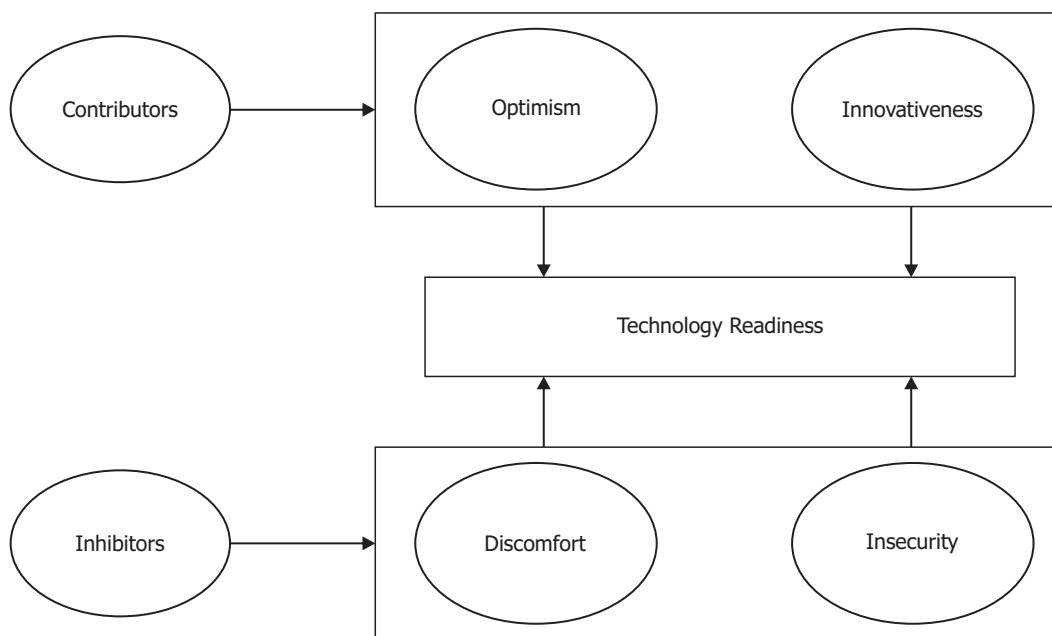 Contributors
Optimism
Innovativeness
Technology Readiness
Inhibitors
Discomfort
Insecurity